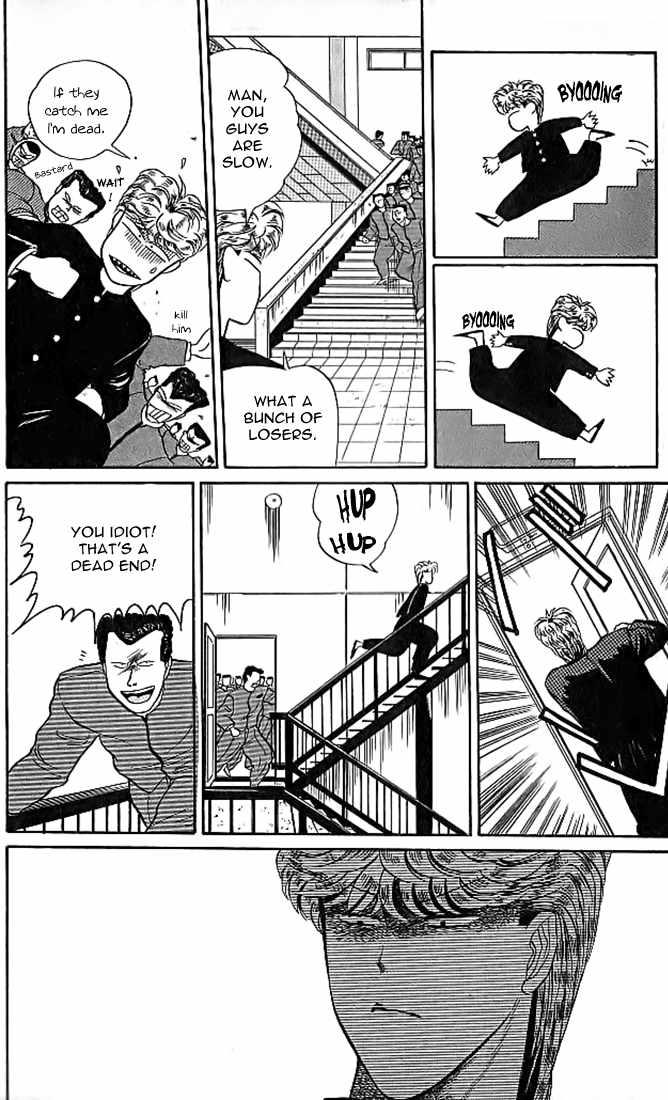 BYOOOING
BYOOOING
MAN,
YOU
GUYS
ARE
SLOW.
WHAT A
BUNCH OF
LOSERS.
If they
catch me
I'm dead.
Bastard
WAIT
!
kill
him
HUP
HUP
YOU IDIOT!
THAT'S A
DEAD END!